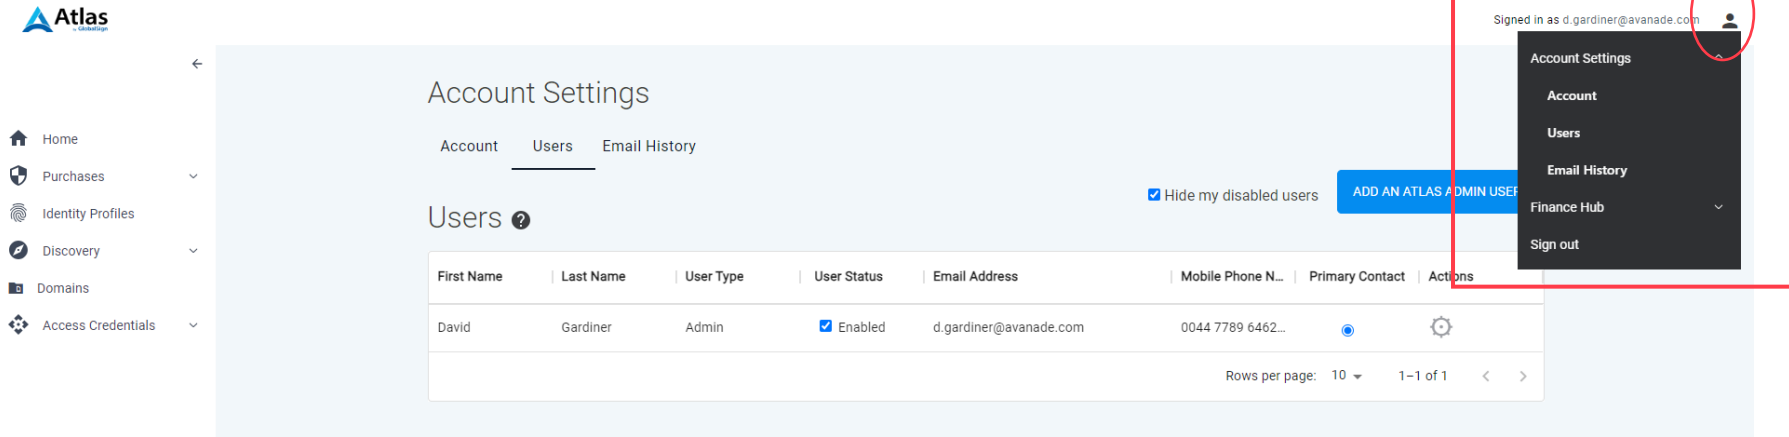 Atlas
by GlobalSign
Signed in as d.gardiner@avanade.com
Account Settings
Account
Users
Email History
Finance Hub
Sign out
Home
Purchases
Identity Profiles
Discovery
Domains
Access Credentials
Account Settings
Account Users Email History
Hide my disabled users
ADD AN ATLAS ADMIN USER
Users ?
First Name Last Name User Type User Status Email Address Mobile Phone N... Primary Contact Actions
David Gardiner Admin Enabled d.gardiner@avanade.com 0044 7789 6462...
Rows per page: 10 1–1 of 1